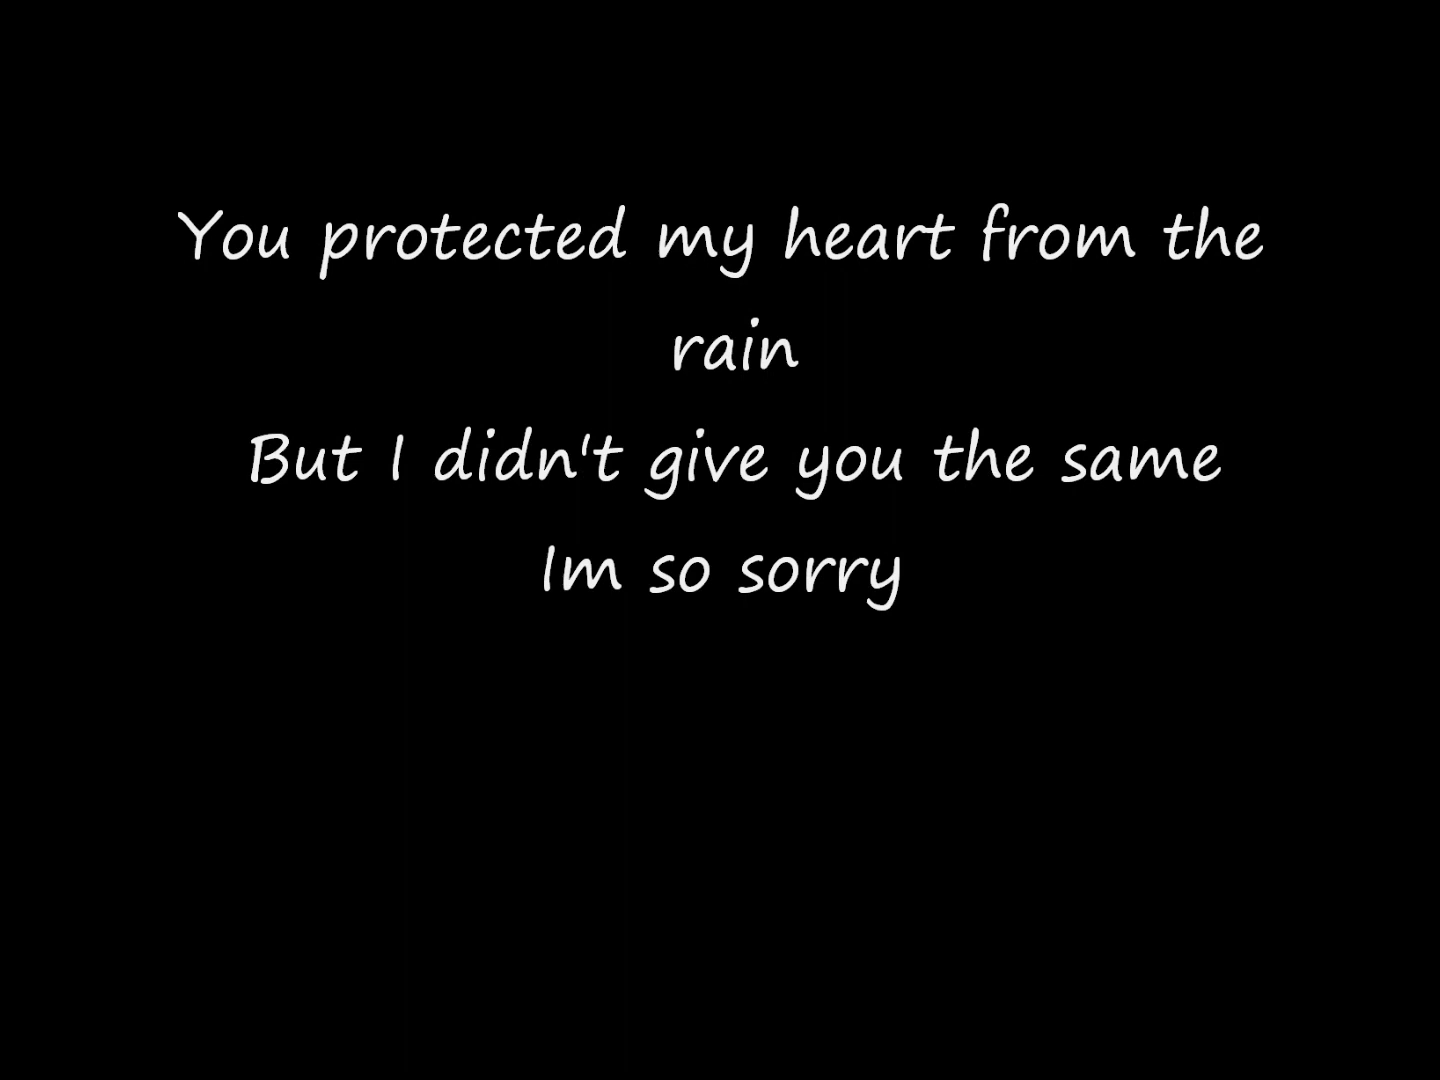 You protected my heart from the
rain
But I didn't give you the same
Im so sorry